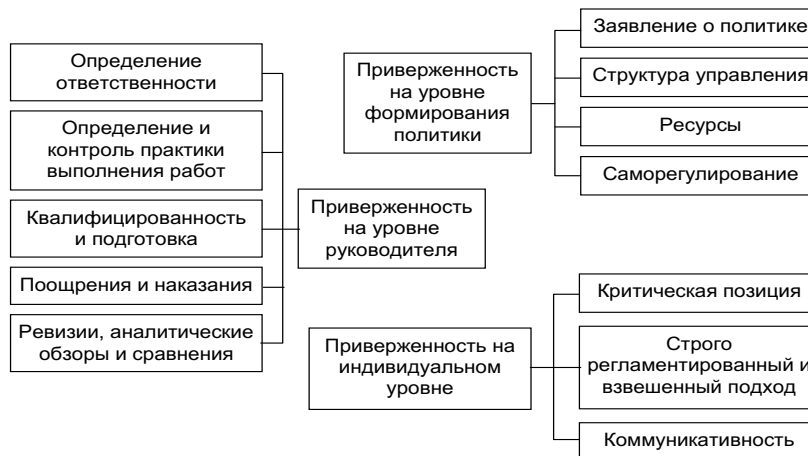 Определение
ответственности
Определение и
контроль практики
выполнения работ
Квалифицированность
и подготовка
Поощрения и наказания
Ревизии, аналитические
обзоры и сравнения
Приверженность
на уровне
руководителя
Приверженность
на уровне
формирования
политики
Заявление о политике
Структура управления
Ресурсы
Саморегулирование
Приверженность на
индивидуальном
уровне
Критическая позиция
Строго
регламентированный и
взвешенный подход
Коммуникативность